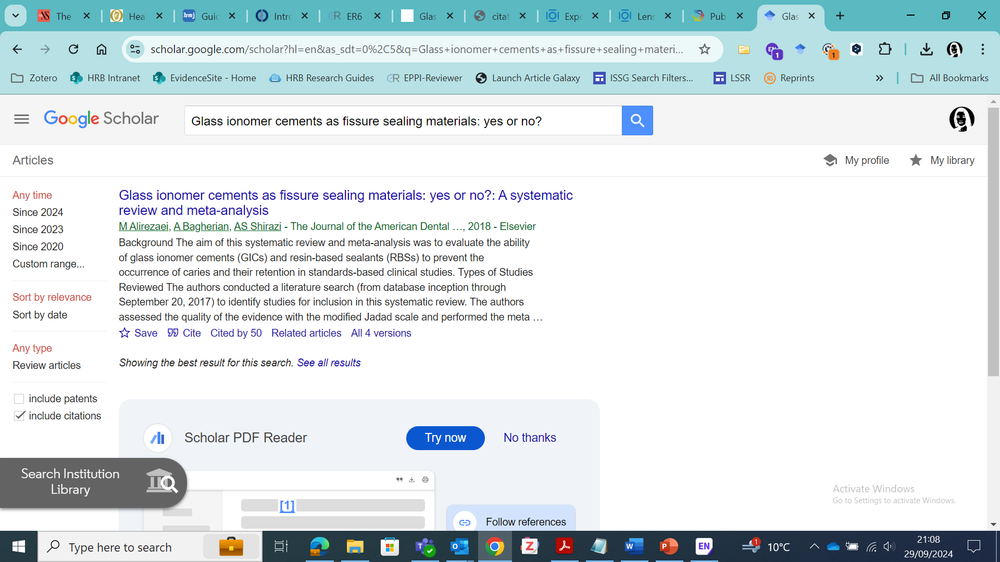 The
Heal
Guid
Intro
ER6
Glas
citat
Expo
Lens
Pub
Glas
scholar.google.com/scholar?hl=en&as_sdt=0%2C5&q=Glass+ionomer+cements+as+fissure+sealing+materi...
1
1
Zotero
HRB Intranet
EvidenceSite - Home
HRB Research Guides
EPPI-Reviewer
Launch Article Galaxy
ISSG Search Filters...
LSSR
Reprints
»
All Bookmarks
Google Scholar
Glass ionomer cements as fissure sealing materials: yes or no?
Articles
My profile
My library
Any time
Since 2024
Since 2023
Since 2020
Custom range...
Sort by relevance
Sort by date
Any type
Review articles
include patents
include citations
Glass ionomer cements as fissure sealing materials: yes or no?: A systematic
review and meta-analysis
M Alirezaei, A Bagherian, AS Shirazi - The Journal of the American Dental …, 2018 - Elsevier
Background The aim of this systematic review and meta-analysis was to evaluate the ability
of glass ionomer cements (GICs) and resin-based sealants (RBSs) to prevent the
occurrence of caries and their retention in standards-based clinical studies. Types of Studies
Reviewed The authors conducted a literature search (from database inception through
September 20, 2017) to identify studies for inclusion in this systematic review. The authors
assessed the quality of the evidence with the modified Jadad scale and performed the meta …
Save Cite Cited by 50 Related articles All 4 versions
Showing the best result for this search. See all results
Scholar PDF Reader
Try now
No thanks
Search Institution
Library
[1]
Follow references
Activate Windows
Go to Settings to activate Windows.
Type here to search
EN
1
10°C
21:08
29/09/2024